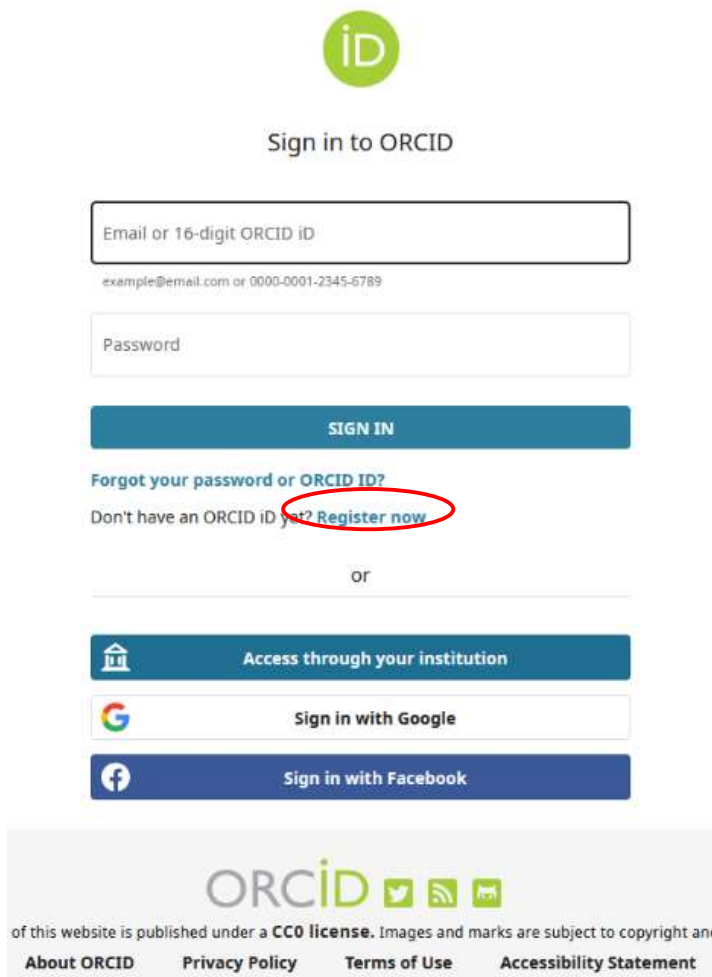 iD
Sign in to ORCID
Email or 16-digit ORCID iD
example@email.com or 0000-0001-2345-6789
Password
SIGN IN
Forgot your password or ORCID ID?
Don't have an ORCID iD yet? Register now
or
Access through your institution
Sign in with Google
Sign in with Facebook
ORCID
of this website is published under a CC0 license. Images and marks are subject to copyright and
About ORCID Privacy Policy Terms of Use Accessibility Statement